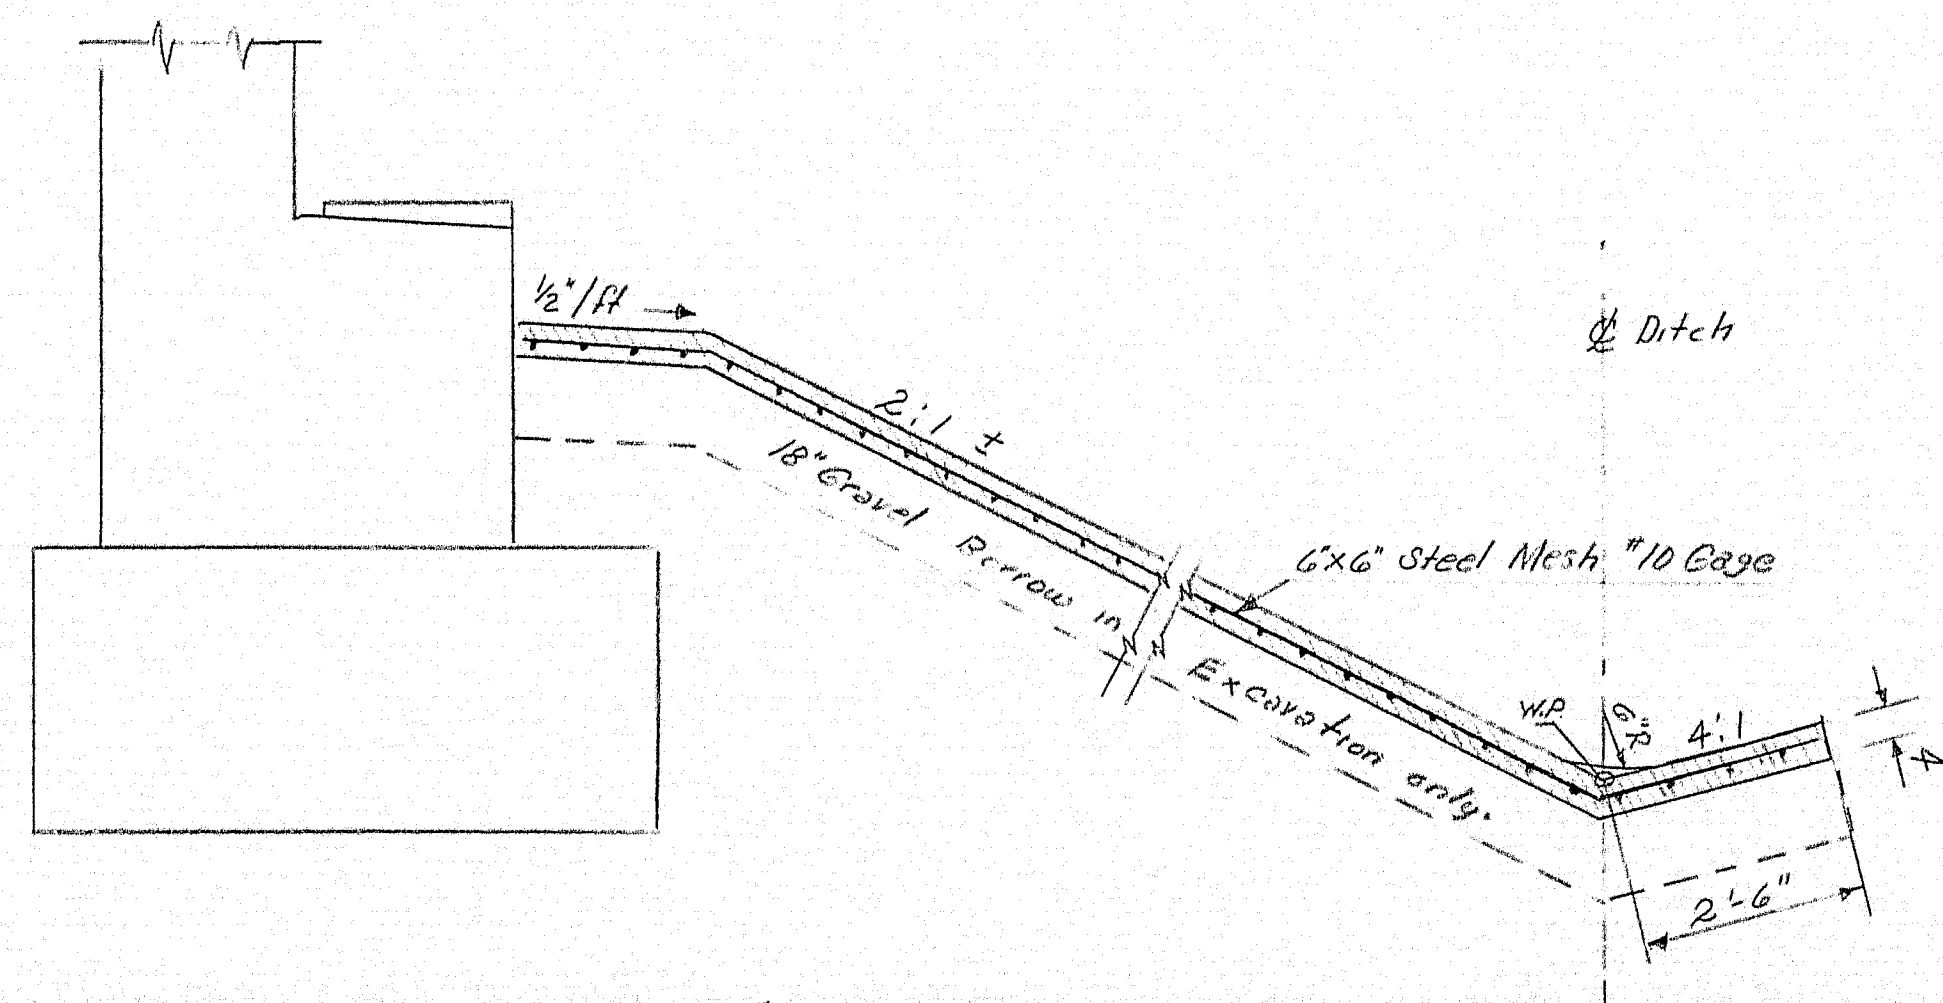 ½"/ft
℄ Ditch
2:1 ±
18" Gravel Borrow in Excavation only.
6"x6" Steel Mesh #10 Gage
W.P.
6"R
4:1
4
2'-6"